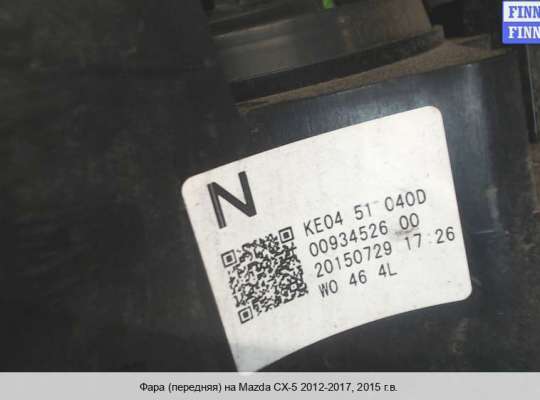 FINN
FINN
N
KE04 51 040D
00934526 00
20150729 17:26
W0 46 4L
Фара (передняя) на Mazda CX-5 2012-2017, 2015 г.в.